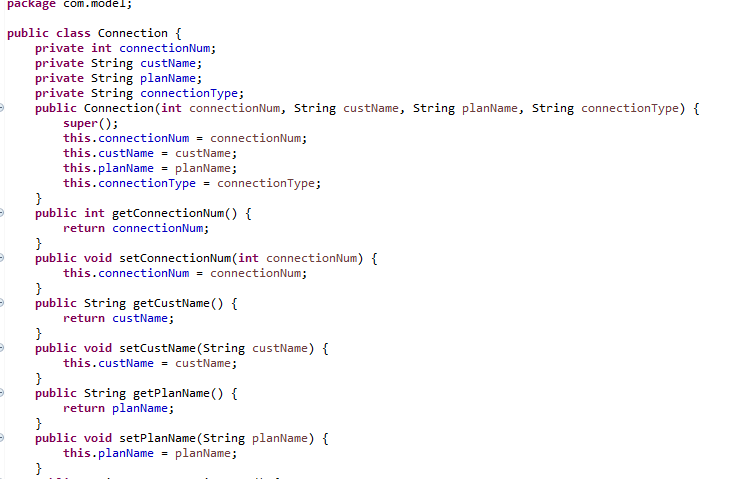 package com.model;
public class Connection {
private int connectionNum;
private String custName;
private String planName;
private String connectionType;
public Connection(int connectionNum, String custName, String planName, String connectionType) {
super();
this.connectionNum = connectionNum;
this.custName = custName;
this.planName = planName;
this.connectionType = connectionType;
}
public int getConnectionNum() {
return connectionNum;
}
public void setConnectionNum(int connectionNum) {
this.connectionNum = connectionNum;
}
public String getCustName() {
return custName;
}
public void setCustName(String custName) {
this.custName = custName;
}
public String getPlanName() {
return planName;
}
public void setPlanName(String planName) {
this.planName = planName;
}